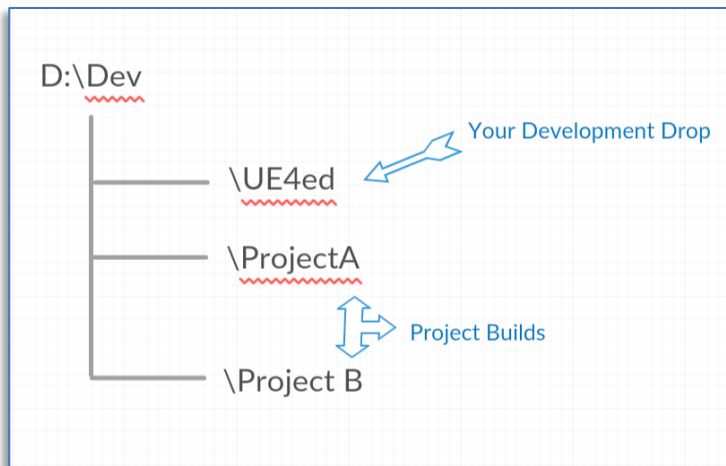 D:\Dev
Your Development Drop
\UE4ed
\ProjectA
Project Builds
\Project B